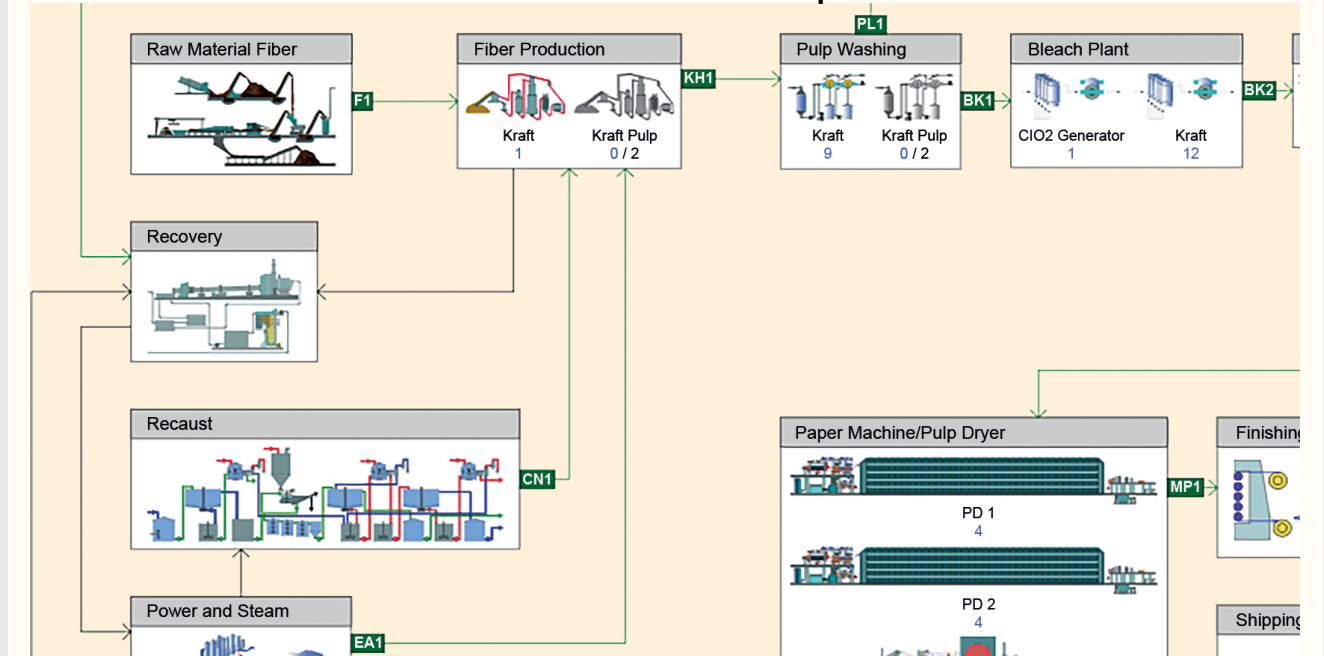 PL1
Raw Material Fiber
F1
Fiber Production
Kraft
1
Kraft Pulp
0 / 2
KH1
Pulp Washing
Kraft
9
Kraft Pulp
0 / 2
BK1
Bleach Plant
ClO2 Generator
1
Kraft
12
BK2
Recovery
Recaust
CN1
Power and Steam
EA1
Paper Machine/Pulp Dryer
PD 1
4
PD 2
4
MP1
Finishing
Shipping